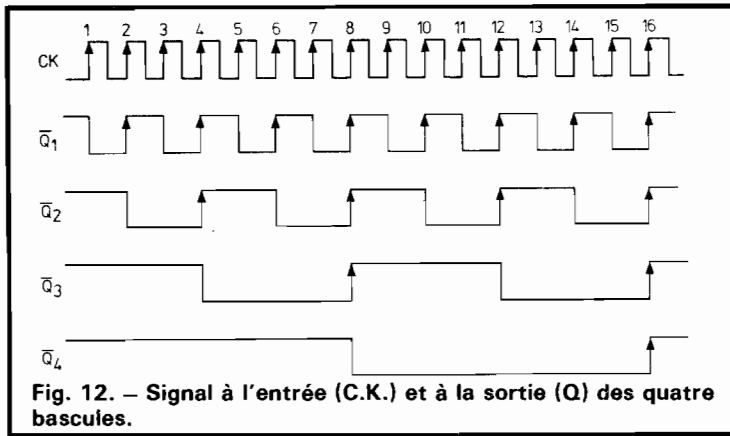 1 2 3 4 5 6 7 8 9 10 11 12 13 14 15 16
CK
Q̅1
Q̅2
Q̅3
Q̅4
Fig. 12. – Signal à l'entrée (C.K.) et à la sortie (Q) des quatre
bascules.